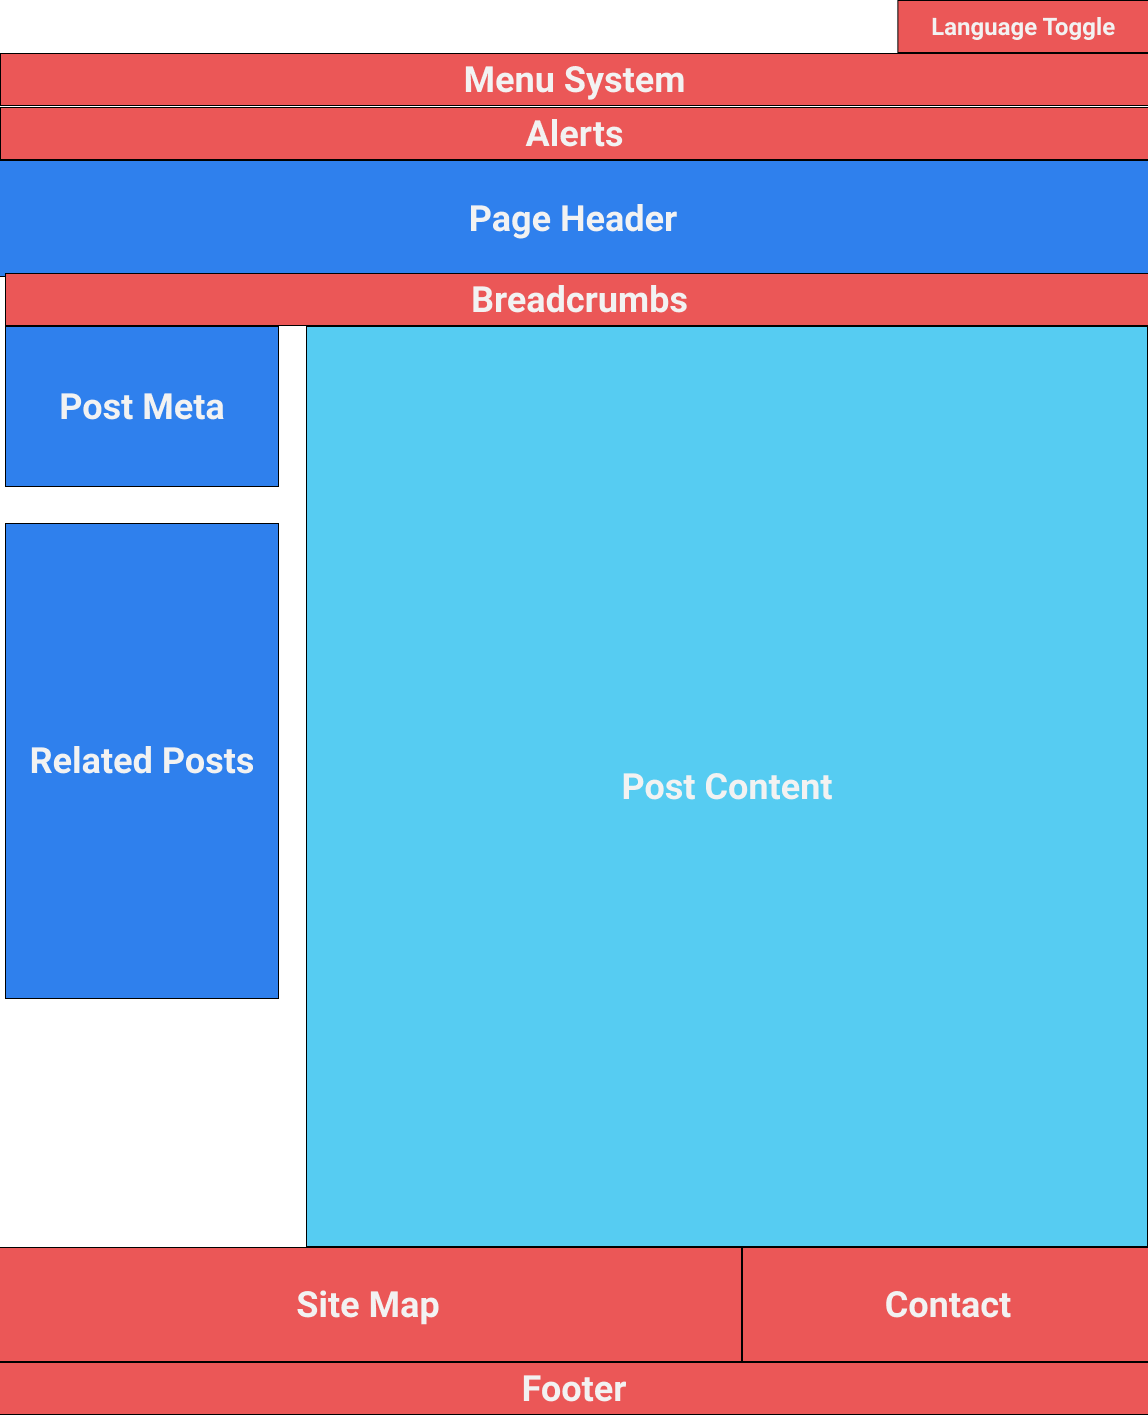 Language Toggle
Menu System
Alerts
Page Header
Breadcrumbs
Post Meta
Related Posts
Post Content
Site Map
Contact
Footer